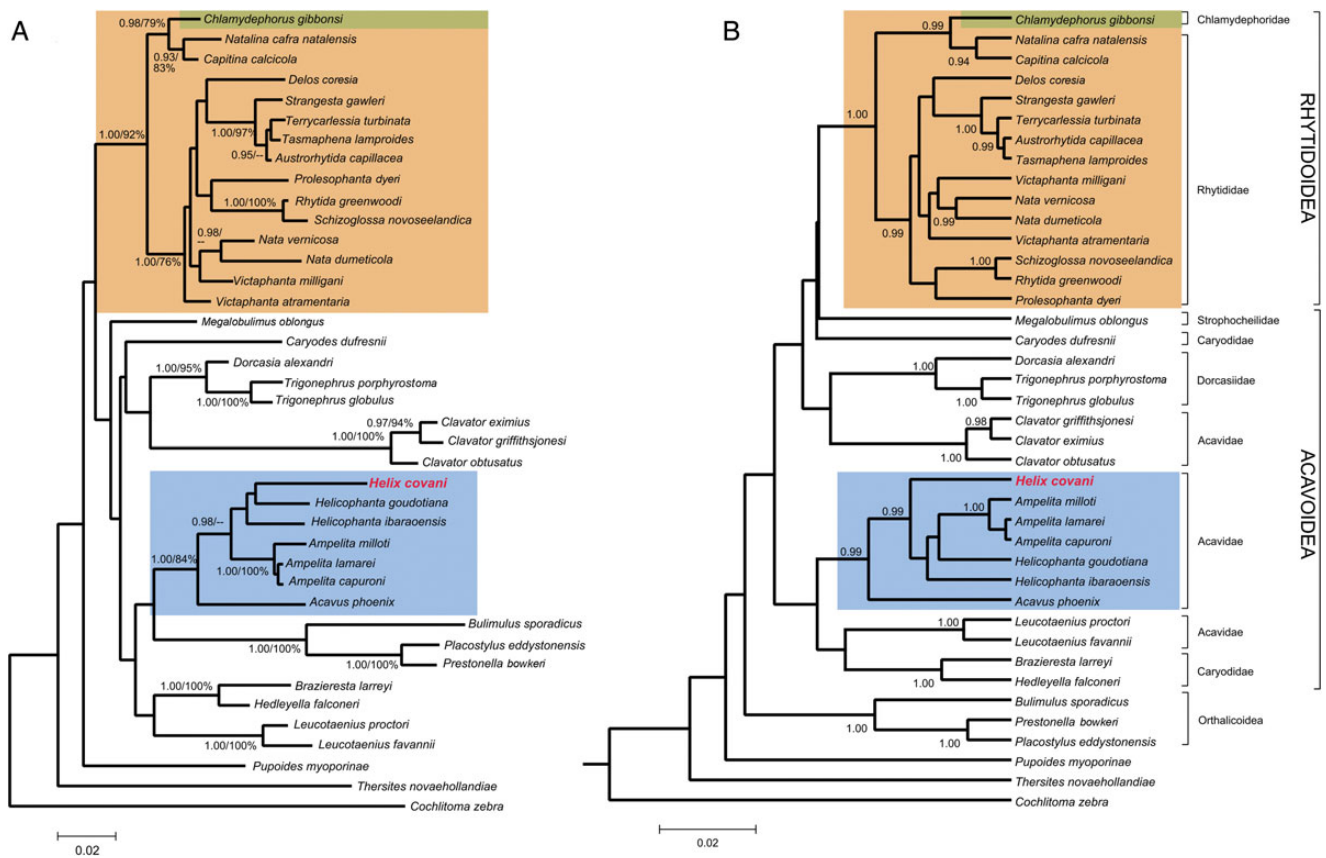 A
0.98/79%
Chlamydephorus gibbonsi
Natalina cafra natalensis
0.93/
83%
Capitina calcicola
Delos coresia
Strangesta gawleri
1.00/92%
Terrycarlessia turbinata
1.00/97%
Tasmaphena lamproides
0.95/--
Austrorhytida capillacea
Prolesophanta dyeri
1.00/100%
Rhytida greenwoodi
Schizoglossa novoseelandica
0.98/
--
Nata vernicosa
1.00/76%
Nata dumeticola
Victaphanta milligani
Victaphanta atramentaria
Megalobulimus oblongus
Caryodes dufresnii
1.00/95%
Dorcasia alexandri
Trigonephrus porphyrostoma
1.00/100%
Trigonephrus globulus
0.97/94%
Clavator eximius
1.00/100%
Clavator griffithsjonesi
Clavator obtusatus
Helix covani
Helicophanta goudotiana
0.98/--
Helicophanta ibaraoensis
Ampelita milloti
1.00/84%
1.00/100%
Ampelita lamarei
Ampelita capuroni
Acavus phoenix
Bulimulus sporadicus
1.00/100%
Placostylus eddystonensis
1.00/100%
Prestonella bowkeri
1.00/100%
Brazieresta larreyi
Hedleyella falconeri
Leucotaenius proctori
1.00/100%
Leucotaenius favannii
Pupoides myoporinae
Thersites novaehollandiae
Cochlitoma zebra
0.02
B
0.99
Chlamydephorus gibbonsi
Chlamydephoridae
Natalina cafra natalensis
0.94
Capitina calcicola
Delos coresia
Strangesta gawleri
1.00
Terrycarlessia turbinata
1.00
Austrorhytida capillacea
0.99
Tasmaphena lamproides
Victaphanta milligani
Rhytididae
Nata vernicosa
0.99
Nata dumeticola
0.99
Victaphanta atramentaria
1.00
Schizoglossa novoseelandica
Rhytida greenwoodi
Prolesophanta dyeri
RHYTIDOIDEA
Megalobulimus oblongus
Strophocheilidae
Caryodes dufresnii
Caryodidae
Dorcasia alexandri
1.00
Trigonephrus porphyrostoma
Dorcasiidae
1.00
Trigonephrus globulus
Clavator griffithsjonesi
0.98
Clavator eximius
Acavidae
1.00
Clavator obtusatus
Helix covani
Ampelita milloti
1.00
0.99
Ampelita lamarei
Ampelita capuroni
Acavidae
0.99
Helicophanta goudotiana
Helicophanta ibaraoensis
Acavus phoenix
1.00
Leucotaenius proctori
Acavidae
Leucotaenius favannii
Brazieresta larreyi
Caryodidae
1.00
Hedleyella falconeri
ACAVOIDEA
Bulimulus sporadicus
1.00
Prestonella bowkeri
Orthalicoidea
1.00
Placostylus eddystonensis
Pupoides myoporinae
Thersites novaehollandiae
Cochlitoma zebra
0.02